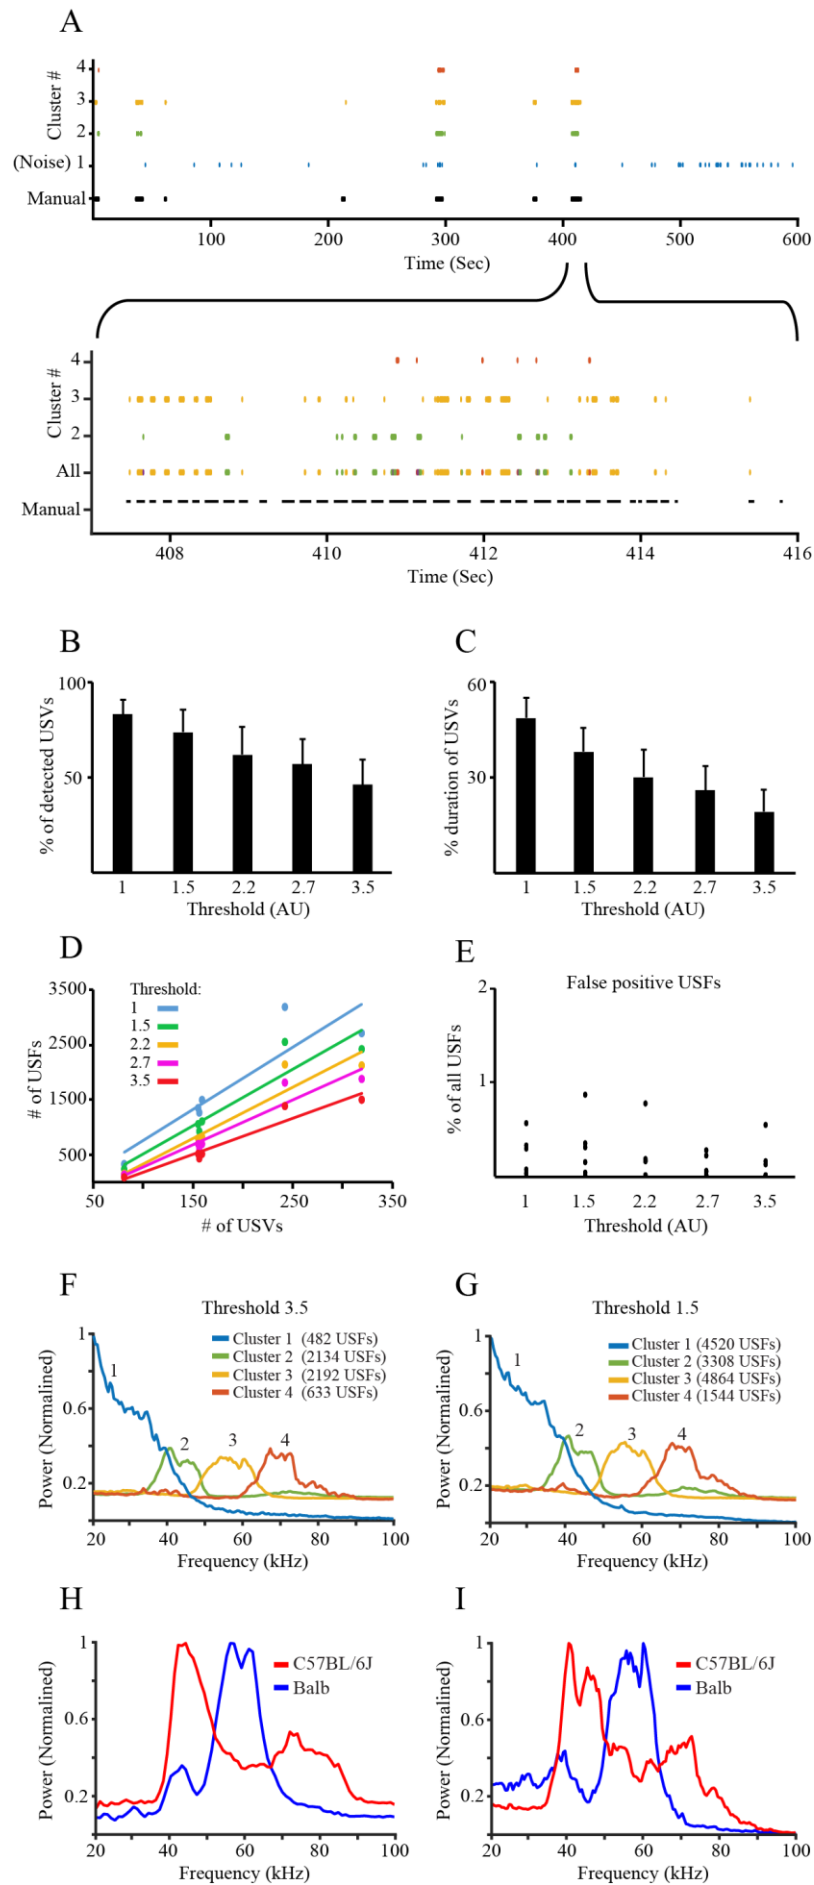 A
Cluster #
4
3
2
(Noise) 1
Manual
100 200 300 400 500 600
Time (Sec)
Cluster #
4
3
2
All
Manual
408 410 412 414 416
Time (Sec)
B
% of detected USVs
100
50
1 1.5 2.2 2.7 3.5
Threshold (AU)
C
% duration of USVs
60
30
1 1.5 2.2 2.7 3.5
Threshold (AU)
D
# of USFs
3500
2500
1500
500
Threshold:
1
1.5
2.2
2.7
3.5
50 150 250 350
# of USVs
E
False positive USFs
% of all USFs
2
1
1 1.5 2.2 2.7 3.5
Threshold (AU)
F
Threshold 3.5
Power (Normalined)
1
0.6
0.2
Cluster 1 (482 USFs)
Cluster 2 (2134 USFs)
Cluster 3 (2192 USFs)
Cluster 4 (633 USFs)
1
2 3 4
20 40 60 80 100
Frequency (kHz)
G
Threshold 1.5
Power (Normalined)
1
0.6
0.2
Cluster 1 (4520 USFs)
Cluster 2 (3308 USFs)
Cluster 3 (4864 USFs)
Cluster 4 (1544 USFs)
1
2 3 4
20 40 60 80 100
Frequency (kHz)
H
Power (Normalined)
1
0.6
0.2
C57BL/6J
Balb
20 40 60 80 100
Frequency (kHz)
I
Power (Normalined)
1
0.6
0.2
C57BL/6J
Balb
20 40 60 80 100
Frequency (kHz)